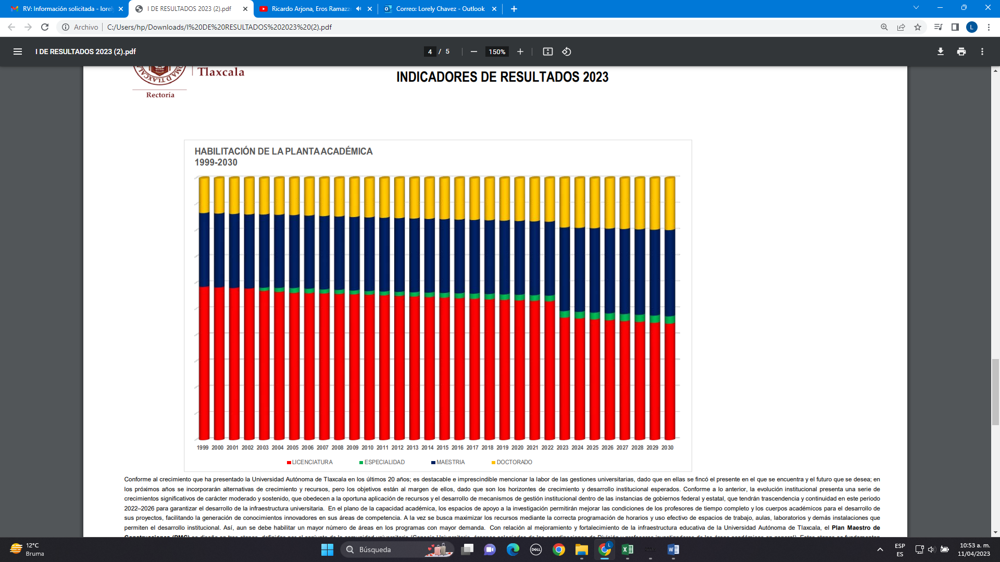 RV: Información solicitada - lorel
I DE RESULTADOS 2023 (2).pdf
Ricardo Arjona, Eros Ramazz
Correo: Lorely Chavez - Outlook
Archivo
C:/Users/hp/Downloads/I%20DE%20RESULTADOS%202023%20(2).pdf
L
I DE RESULTADOS 2023 (2).pdf
4 / 5
150%
Tlaxcala
Rectoría
INDICADORES DE RESULTADOS 2023
HABILITACIÓN DE LA PLANTA ACADÉMICA
1999-2030
1999 2000 2001 2002 2003 2004 2005 2006 2007 2008 2009 2010 2011 2012 2013 2014 2015 2016 2017 2018 2019 2020 2021 2022 2023 2024 2025 2026 2027 2028 2029 2030
LICENCIATURA ESPECIALIDAD MAESTRIA DOCTORADO
Conforme al crecimiento que ha presentado la Universidad Autónoma de Tlaxcala en los últimos 20 años; es destacable e imprescindible mencionar la labor de las gestiones universitarias, dado que en ellas se fincó el presente en el que se encuentra y el futuro que se desea; en
los próximos años se incorporarán alternativas de crecimiento y recursos, pero los objetivos están al margen de ellos, dado que son los horizontes de crecimiento y desarrollo institucional esperados. Conforme a lo anterior, la evolución institucional presenta una serie de
crecimientos significativos de carácter moderado y sostenido, que obedecen a la oportuna aplicación de recursos y el desarrollo de mecanismos de gestión institucional dentro de las instancias de gobiernos federal y estatal, que tendrán trascendencia y continuidad en este periodo
2022–2026 para garantizar el desarrollo de la infraestructura universitaria. En el plano de la capacidad académica, los espacios de apoyo a la investigación permitirán mejorar las condiciones de los profesores de tiempo completo y los cuerpos académicos para el desarrollo de
sus proyectos, facilitando la generación de conocimientos innovadores en sus áreas de competencia. A la vez se busca maximizar los recursos mediante la correcta programación de horarios y uso efectivo de espacios de trabajo, aulas, laboratorios y demás instalaciones que
permiten el desarrollo institucional. Así, aun se debe habilitar un mayor número de áreas en los programas con mayor demanda. Con relación al mejoramiento y fortalecimiento de la infraestructura educativa de la Universidad Autónoma de Tlaxcala, el Plan Maestro de
12°C
Bruma
Búsqueda
DELL
L
ESP
ES
10:53 a. m.
11/04/2023